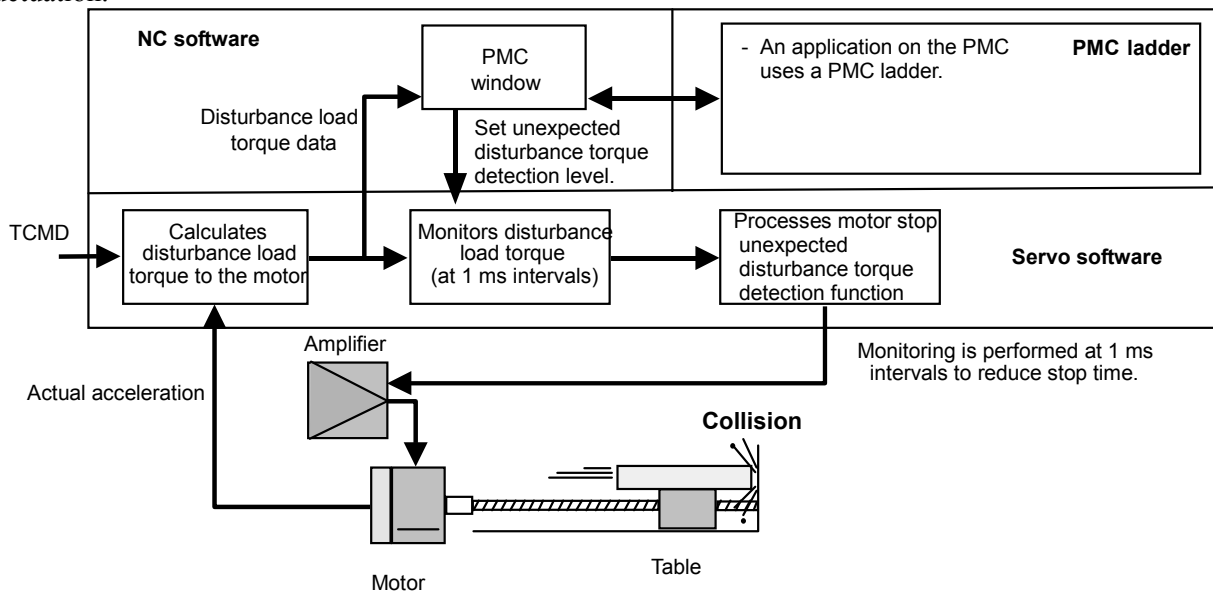 NC software
PMC
window
- An application on the PMC
uses a PMC ladder.
PMC ladder
Disturbance load
torque data
Set unexpected
disturbance torque
detection level.
TCMD
Calculates
disturbance load
torque to the motor
Monitors disturbance
load torque
(at 1 ms intervals)
Processes motor stop
unexpected
disturbance torque
detection function
Servo software
Amplifier
Monitoring is performed at 1 ms
intervals to reduce stop time.
Actual acceleration
Collision
Table
Motor